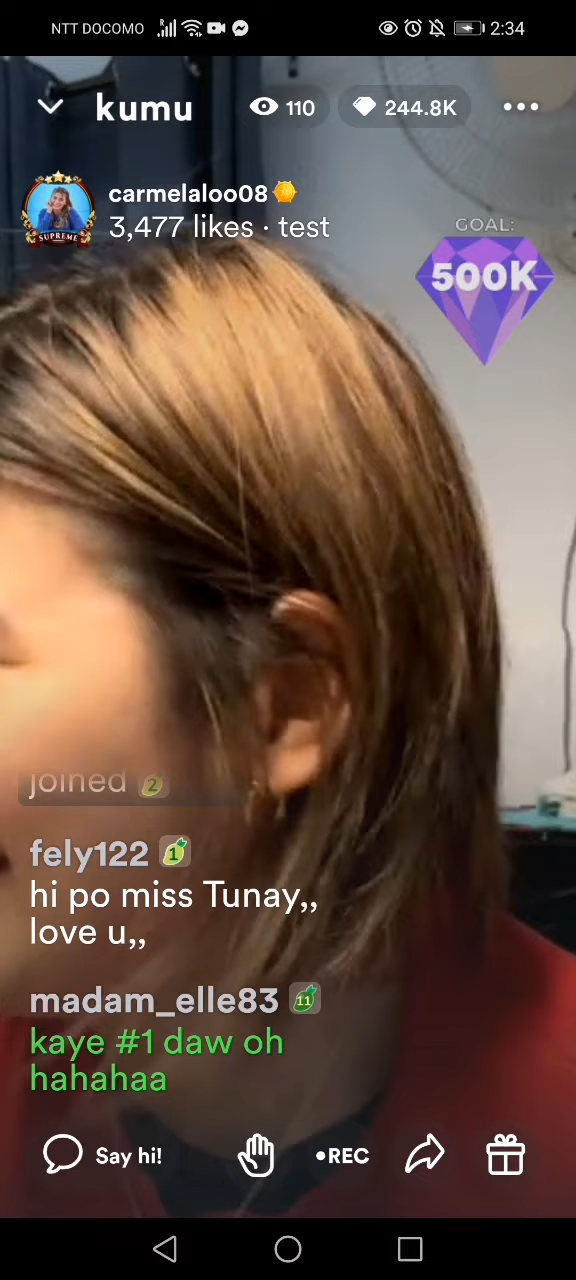 NTT DOCOMO
2:34
kumu
110
244.8K
carmelaloo08
3,477 likes · test
SUPREME
GOAL:
500K
joined 2
fely122 1
hi po miss Tunay,,
love u,,
madam_elle83 11
kaye #1 daw oh
hahahaa
Say hi!
•REC